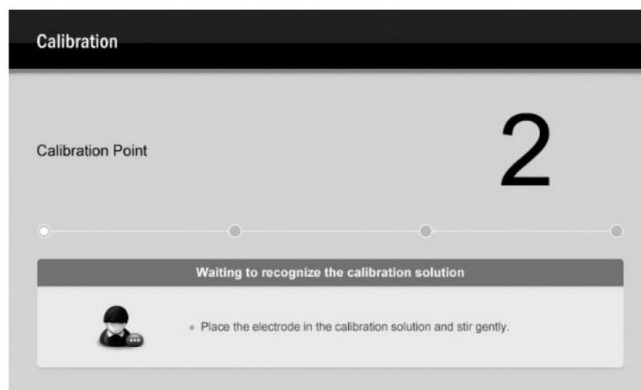 Calibration
Calibration Point
2
Waiting to recognize the calibration solution
Place the electrode in the calibration solution and stir gently.